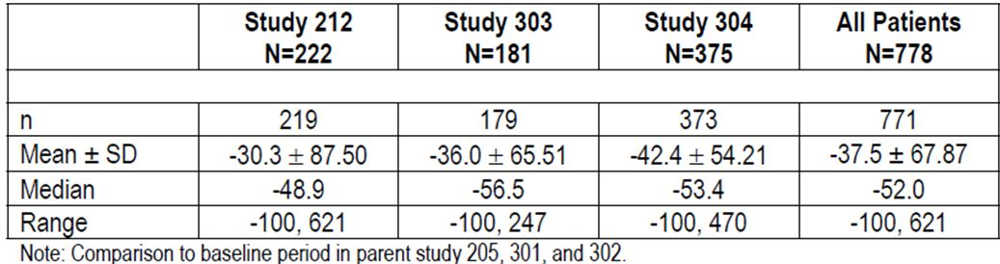 Study 212 Study 303 Study 304 All Patients
N=222 N=181 N=375 N=778
n 219 179 373 771
Mean ± SD -30.3 ± 87.50 -36.0 ± 65.51 -42.4 ± 54.21 -37.5 ± 67.87
Median -48.9 -56.5 -53.4 -52.0
Range -100, 621 -100, 247 -100, 470 -100, 621
Note: Comparison to baseline period in parent study 205, 301, and 302.